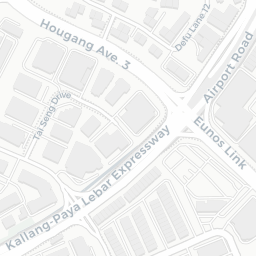 Hougang Ave. 3
Defu Lane 12
Airport Road
Tai Seng Drive
Eunos Link
Kallang-Paya Lebar Expressway